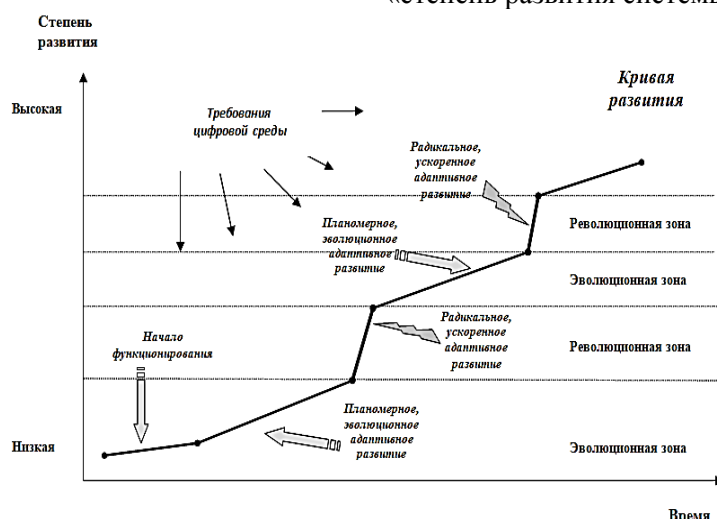 «степень развития системы
Степень
развития
Высокая
Кривая
развития
Требования
цифровой среды
Радикальное,
ускоренное
адаптивное
развитие
Революционная зона
Планомерное,
эволюционное
адаптивное
развитие
Эволюционная зона
Радикальное,
ускоренное
адаптивное
развитие
Революционная зона
Начало
функционирования
Планомерное,
эволюционное
адаптивное
развитие
Низкая
Эволюционная зона
Время